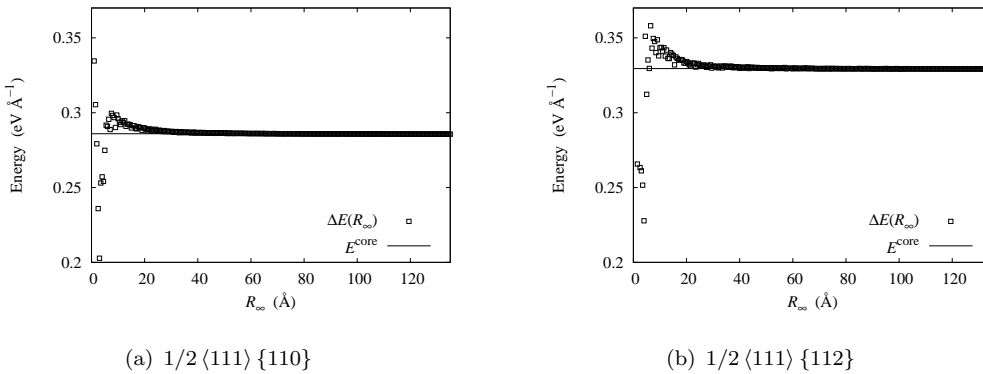 0.35
0.3
0.25
0.2
Energy (eV Å⁻¹)
0 20 40 60 80 100 120
R∞ (Å)
ΔE(R∞)
E^core
(a) 1/2 ⟨111⟩ {110}
0.35
0.3
0.25
0.2
Energy (eV Å⁻¹)
0 20 40 60 80 100 120
R∞ (Å)
ΔE(R∞)
E^core
(b) 1/2 ⟨111⟩ {112}